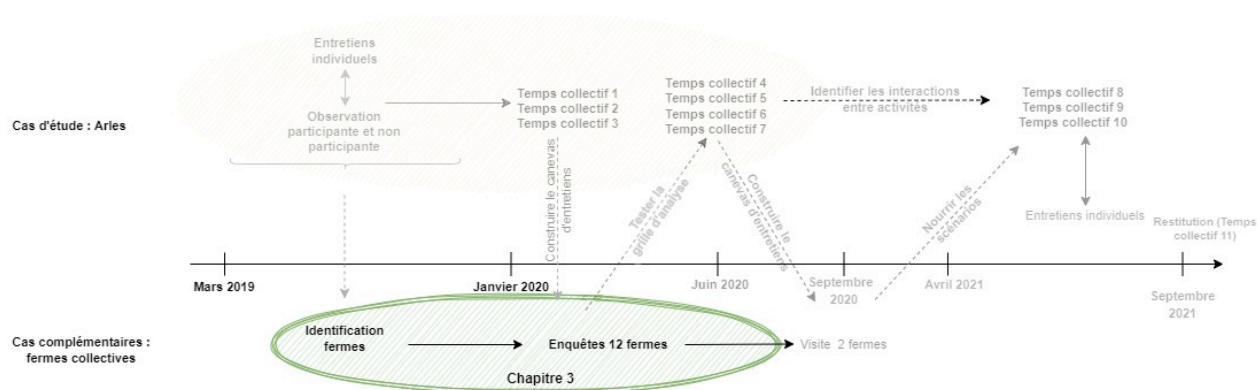 Entretiens
individuels
Observation
participante et non
participante
Cas d'étude : Arles
Temps collectif 1
Temps collectif 2
Temps collectif 3
Temps collectif 4
Temps collectif 5
Temps collectif 6
Temps collectif 7
Identifier les interactions
entre activités
Temps collectif 8
Temps collectif 9
Temps collectif 10
Construire le canevas
d'entretiens
Tester la
grille d'analyse
Construire le
canevas d'entretiens
Nourrir les
scénarios
Entretiens individuels
Restitution (Temps
collectif 11)
Mars 2019
Janvier 2020
Juin 2020
Septembre
2020
Avril 2021
Septembre
2021
Cas complémentaires :
fermes collectives
Identification
fermes
Enquêtes 12 fermes
Visite 2 fermes
Chapitre 3